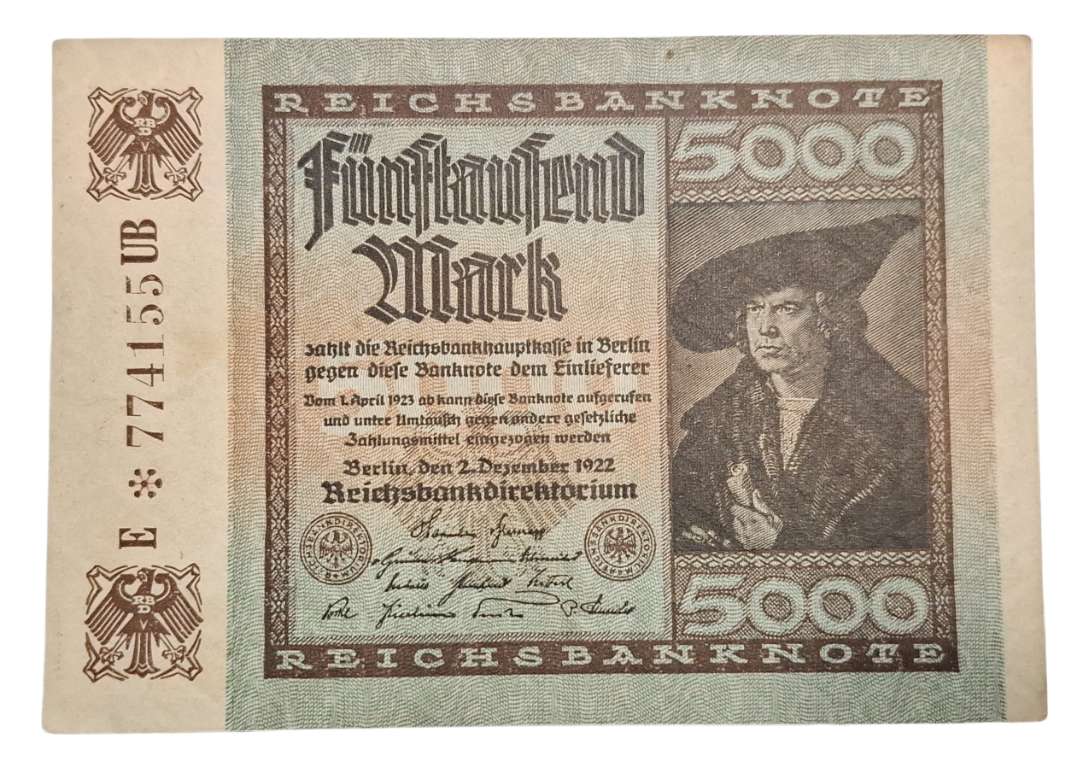 REICHSBANKNOTE
5000
Fünftausend
Mark
zahlt die Reichsbankhauptkasse in Berlin
gegen diese Banknote dem Einlieferer
Vom 1. April 1923 ab kann diese Banknote aufgerufen
und unter Umtausch gegen andere gesetzliche
Zahlungsmittel eingezogen werden
Berlin, den 2. Dezember 1922
Reichsbankdirektorium
5000
REICHSBANKNOTE
E * 774155 UB
RBD
RBD